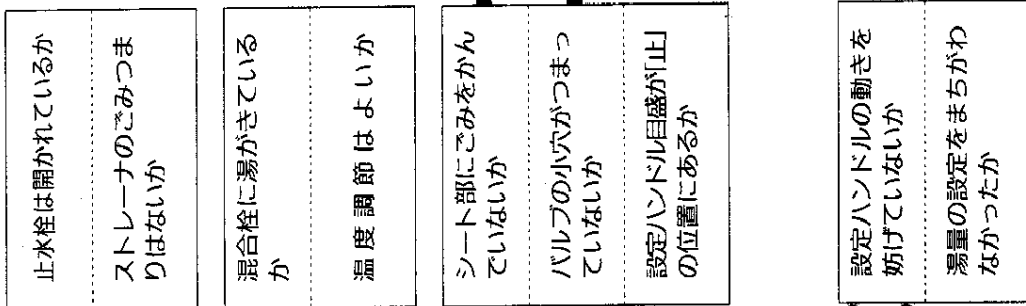 止水栓は開かれているか
ストレーナのごみつま
りはないか
混合栓に湯がきている
か
温度調節はよいか
シート部にごみをかん
でいないか
バルブの小穴がつまっ
ていないか
設定ハンドル目盛が「止」
の位置にあるか
設定ハンドルの動きを
妨げていないか
湯量の設定をまちがわ
なかったか